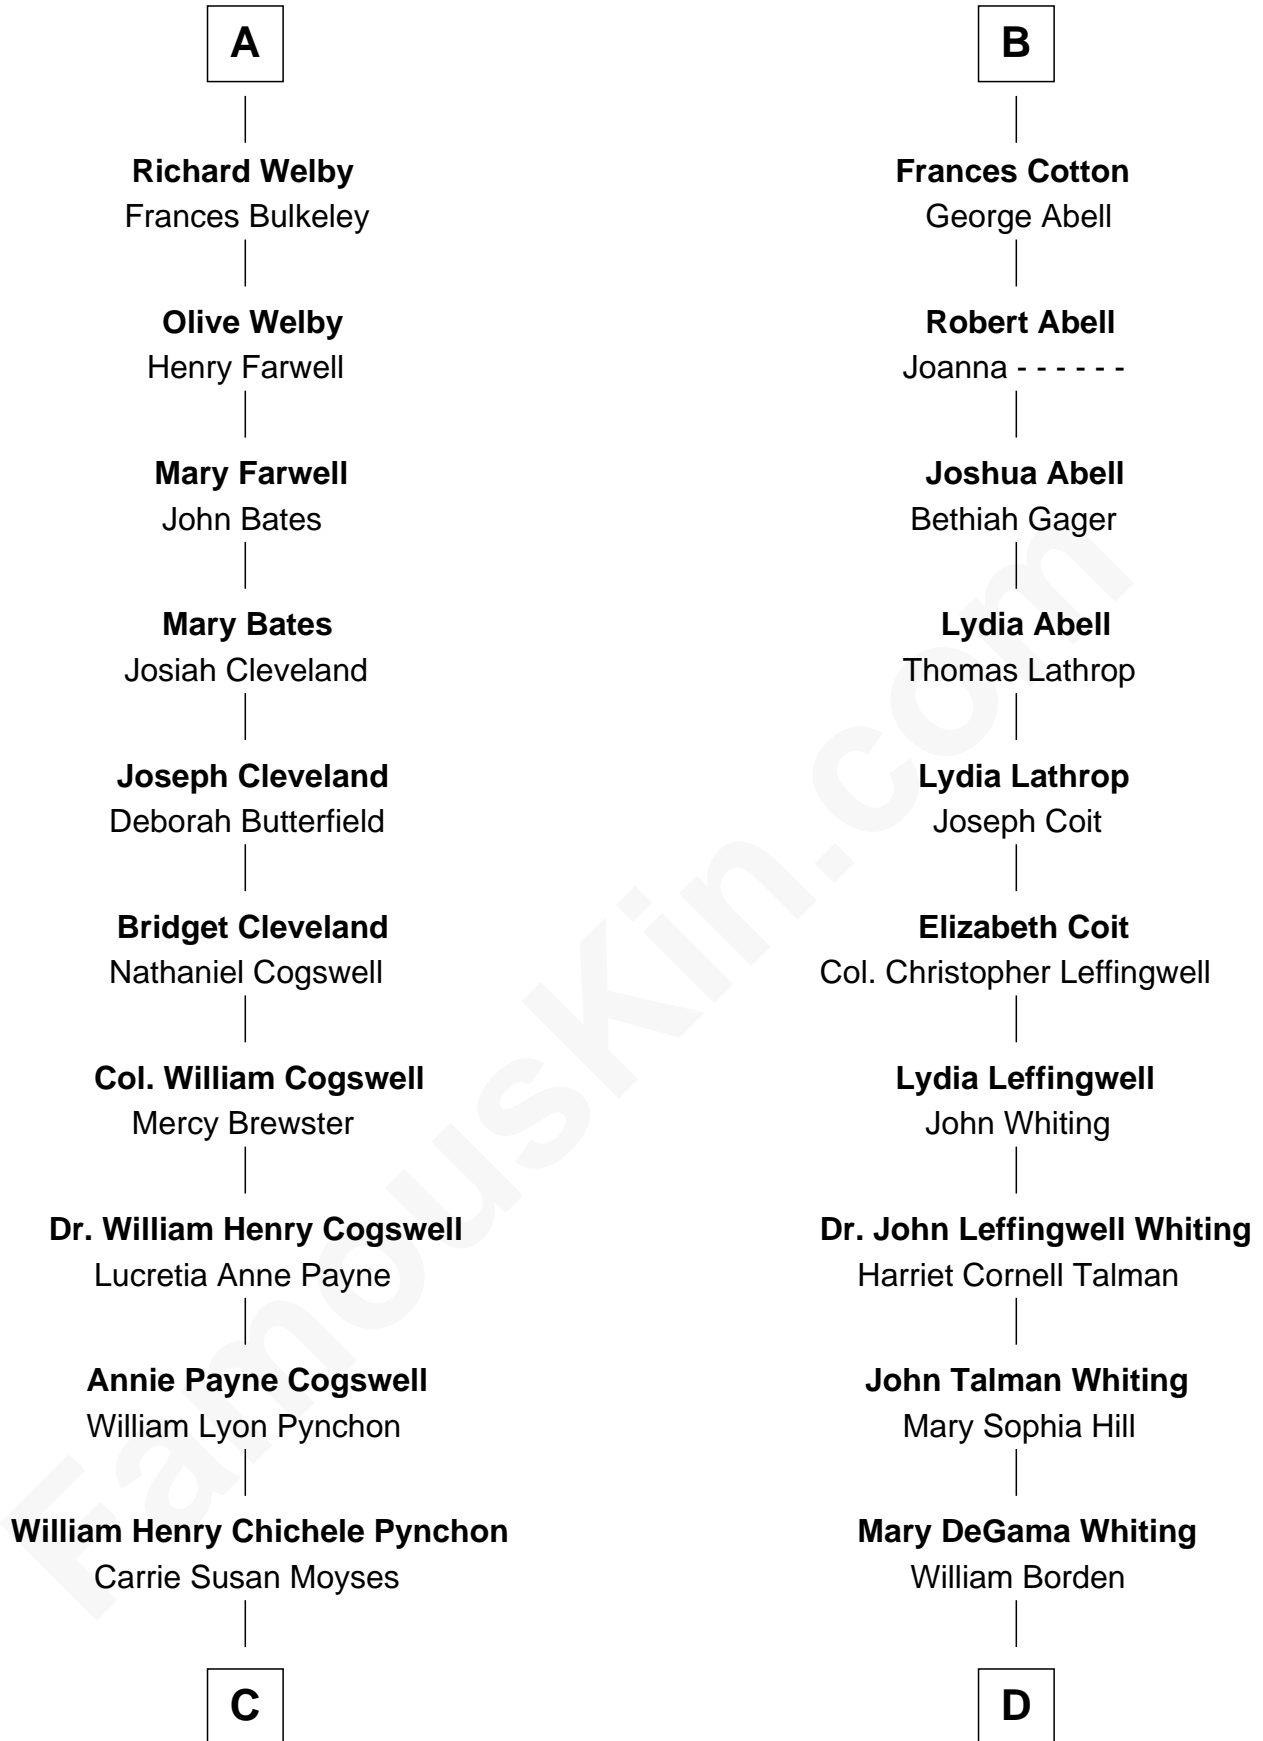 A
Richard Welby
Frances Bulkeley
Olive Welby
Henry Farwell
Mary Farwell
John Bates
Mary Bates
Josiah Cleveland
Joseph Cleveland
Deborah Butterfield
Bridget Cleveland
Nathaniel Cogswell
Col. William Cogswell
Mercy Brewster
Dr. William Henry Cogswell
Lucretia Anne Payne
Annie Payne Cogswell
William Lyon Pynchon
William Henry Chichele Pynchon
Carrie Susan Moyses
C
B
Frances Cotton
George Abell
Robert Abell
Joanna - - - - - -
Joshua Abell
Bethiah Gager
Lydia Abell
Thomas Lathrop
Lydia Lathrop
Joseph Coit
Elizabeth Coit
Col. Christopher Leffingwell
Lydia Leffingwell
John Whiting
Dr. John Leffingwell Whiting
Harriet Cornell Talman
John Talman Whiting
Mary Sophia Hill
Mary DeGama Whiting
William Borden
D
FamousKin.com